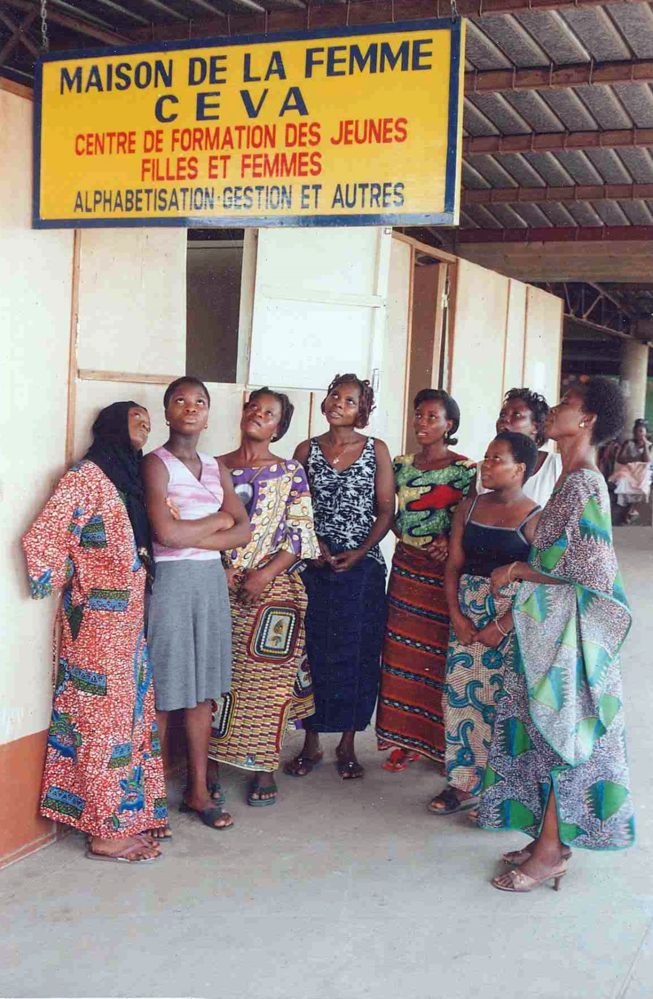 MAISON DE LA FEMME
CEVA
CENTRE DE FORMATION DES JEUNES
FILLES ET FEMMES
ALPHABETISATION-GESTION ET AUTRES